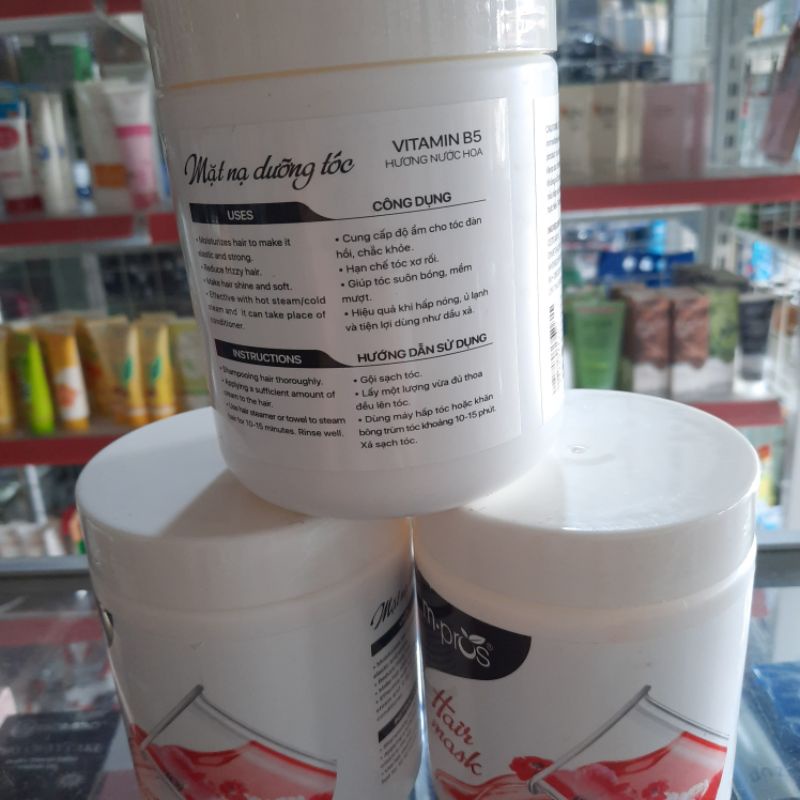 Mặt nạ dưỡng tóc
VITAMIN B5
HƯƠNG NƯỚC HOA
USES
• Moisturizes hair to make it
elastic and strong.
• Reduce frizzy hair.
• Make hair shine and soft.
• Effective with hot steam/cold
cream and it can take place of
conditioner.
CÔNG DỤNG
• Cung cấp độ ẩm cho tóc đàn
hồi, chắc khỏe.
• Hạn chế tóc xơ rối.
• Giúp tóc suôn bóng, mềm
mượt.
• Hiệu quả khi hấp nóng, ủ lạnh
và tiện lợi dùng như dầu xả.
INSTRUCTIONS
• Shampooing hair thoroughly.
• Applying a sufficient amount of
cream to the hair.
• Use hair steamer or towel to steam
hair for 10-15 minutes. Rinse well.
HƯỚNG DẪN SỬ DỤNG
• Gội sạch tóc.
• Lấy một lượng vừa đủ thoa
đều lên tóc.
• Dùng máy hấp tóc hoặc khăn
bông trùm tóc khoảng 10-15 phút.
Xả sạch tóc.
Mặt nạ
m·pros®
Hair
mask